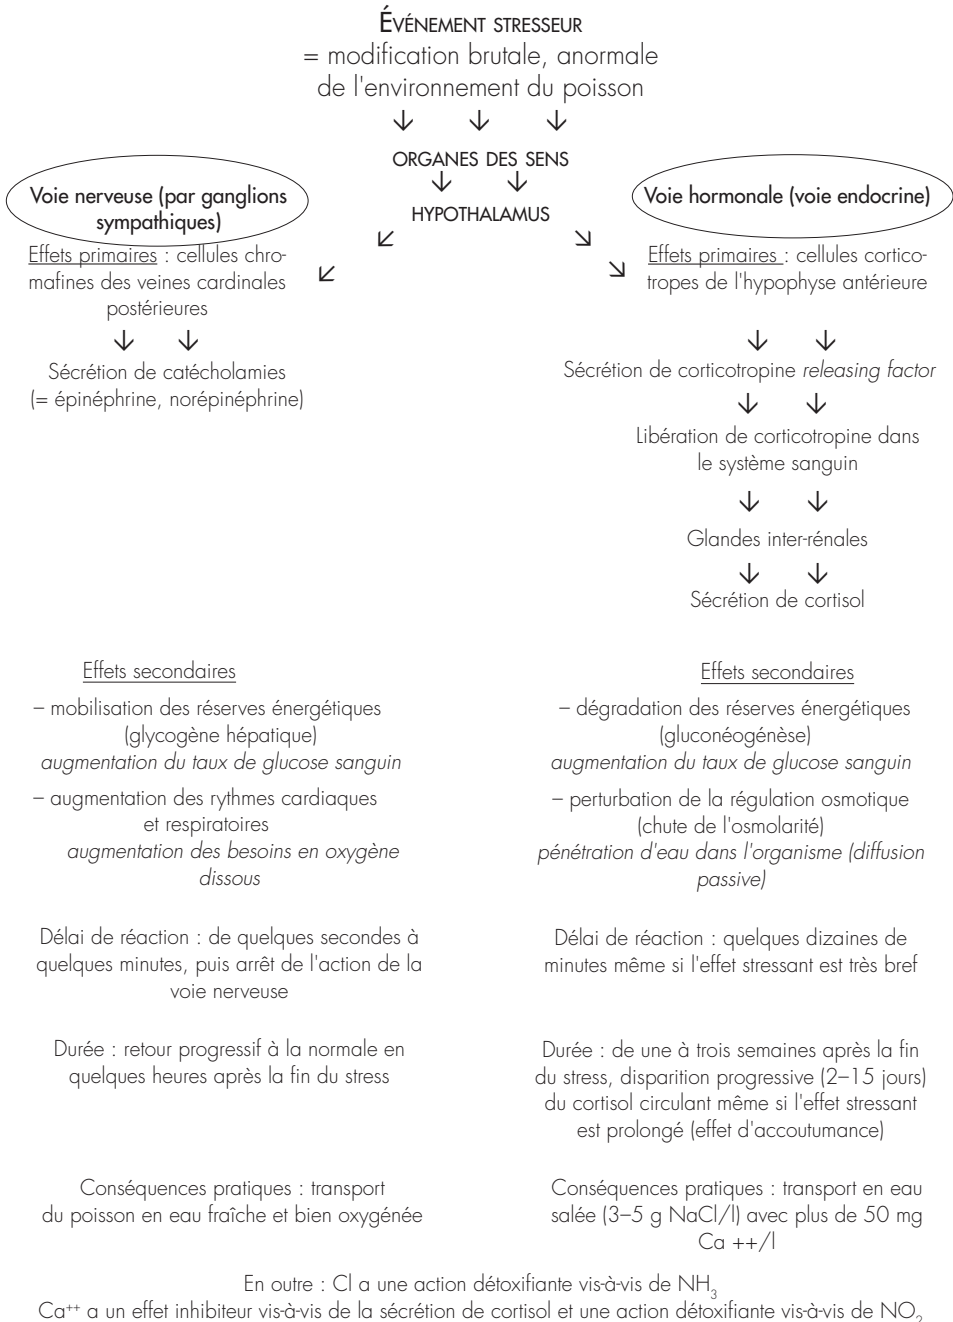 ÉVÉNEMENT STRESSEUR
= modification brutale, anormale
de l'environnement du poisson
ORGANES DES SENS
HYPOTHALAMUS
Voie nerveuse (par ganglions
sympathiques)
Effets primaires : cellules chro-
mafines des veines cardinales
postérieures
Sécrétion de catécholamies
(= épinéphrine, norépinéphrine)
Voie hormonale (voie endocrine)
Effets primaires : cellules cortico-
tropes de l'hypophyse antérieure
Sécrétion de corticotropine releasing factor
Libération de corticotropine dans
le système sanguin
Glandes inter-rénales
Sécrétion de cortisol
Effets secondaires
– mobilisation des réserves énergétiques
(glycogène hépatique)
augmentation du taux de glucose sanguin
– augmentation des rythmes cardiaques
et respiratoires
augmentation des besoins en oxygène
dissous
Délai de réaction : de quelques secondes à
quelques minutes, puis arrêt de l'action de la
voie nerveuse
Durée : retour progressif à la normale en
quelques heures après la fin du stress
Conséquences pratiques : transport
du poisson en eau fraîche et bien oxygénée
Effets secondaires
– dégradation des réserves énergétiques
(gluconéogénèse)
augmentation du taux de glucose sanguin
– perturbation de la régulation osmotique
(chute de l'osmolarité)
pénétration d'eau dans l'organisme (diffusion
passive)
Délai de réaction : quelques dizaines de
minutes même si l'effet stressant est très bref
Durée : de une à trois semaines après la fin
du stress, disparition progressive (2–15 jours)
du cortisol circulant même si l'effet stressant
est prolongé (effet d'accoutumance)
Conséquences pratiques : transport en eau
salée (3–5 g NaCl/l) avec plus de 50 mg
Ca ++/l
En outre : Cl a une action détoxifiante vis-à-vis de NH₃
Ca⁺⁺ a un effet inhibiteur vis-à-vis de la sécrétion de cortisol et une action détoxifiante vis-à-vis de NO₂